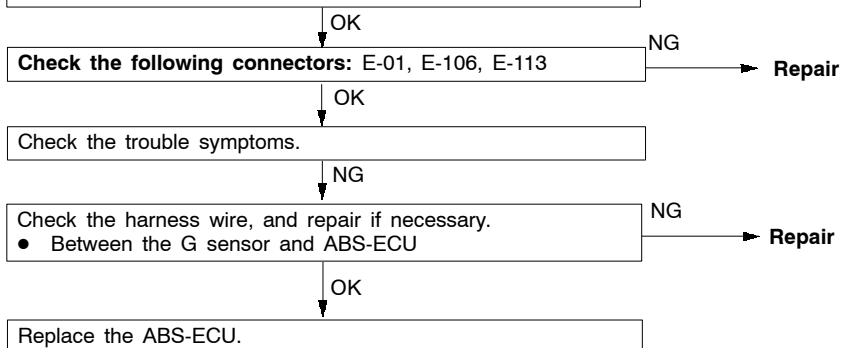 OK
Check the following connectors: E-01, E-106, E-113
NG
Repair
OK
Check the trouble symptoms.
NG
Check the harness wire, and repair if necessary.
● Between the G sensor and ABS-ECU
NG
Repair
OK
Replace the ABS-ECU.